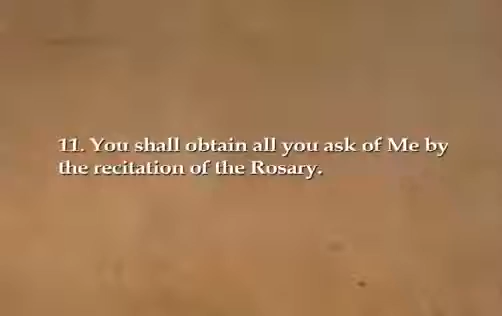 11. You shall obtain all you ask of Me by
the recitation of the Rosary.